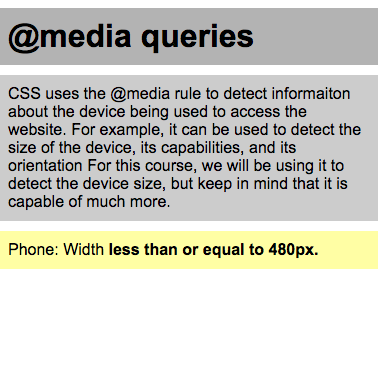 @media queries
CSS uses the @media rule to detect informaiton
about the device being used to access the
website. For example, it can be used to detect the
size of the device, its capabilities, and its
orientation For this course, we will be using it to
detect the device size, but keep in mind that it is
capable of much more.
Phone: Width less than or equal to 480px.